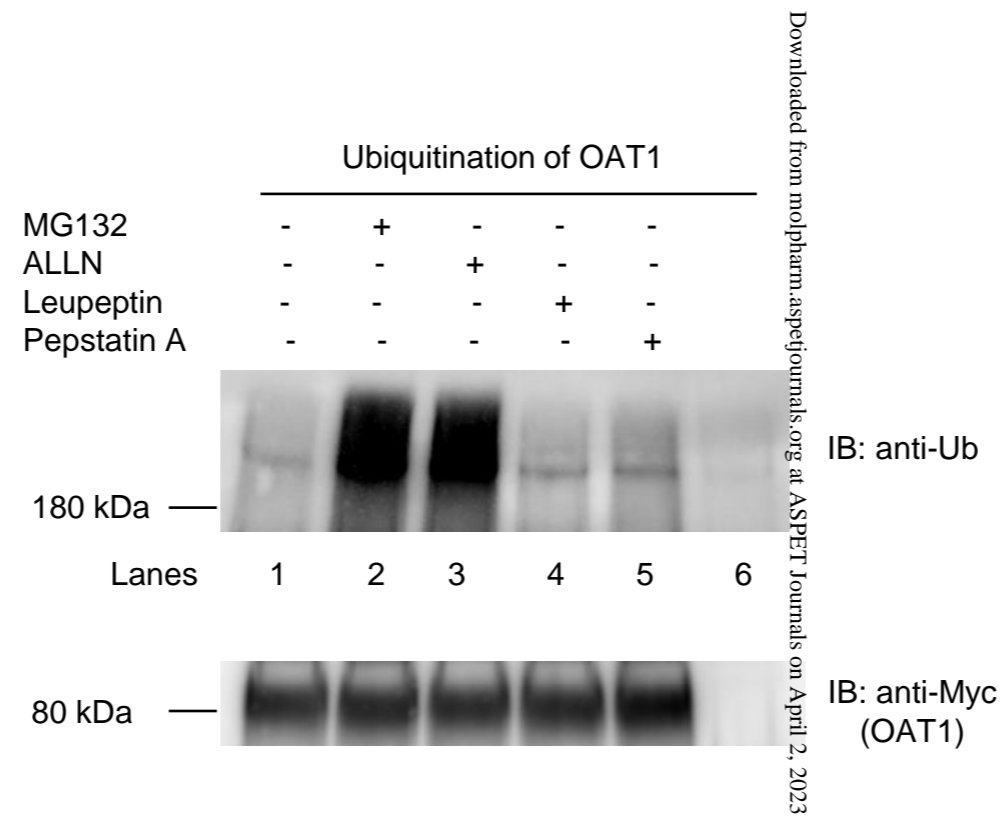 Ubiquitination of OAT1
MG132 - + - - -
ALLN - - + - -
Leupeptin - - - + -
Pepstatin A - - - - +
IB: anti-Ub
180 kDa
Lanes 1 2 3 4 5 6
80 kDa
IB: anti-Myc
(OAT1)
Downloaded from molpharm.aspetjournals.org at ASPET Journals on April 2, 2023